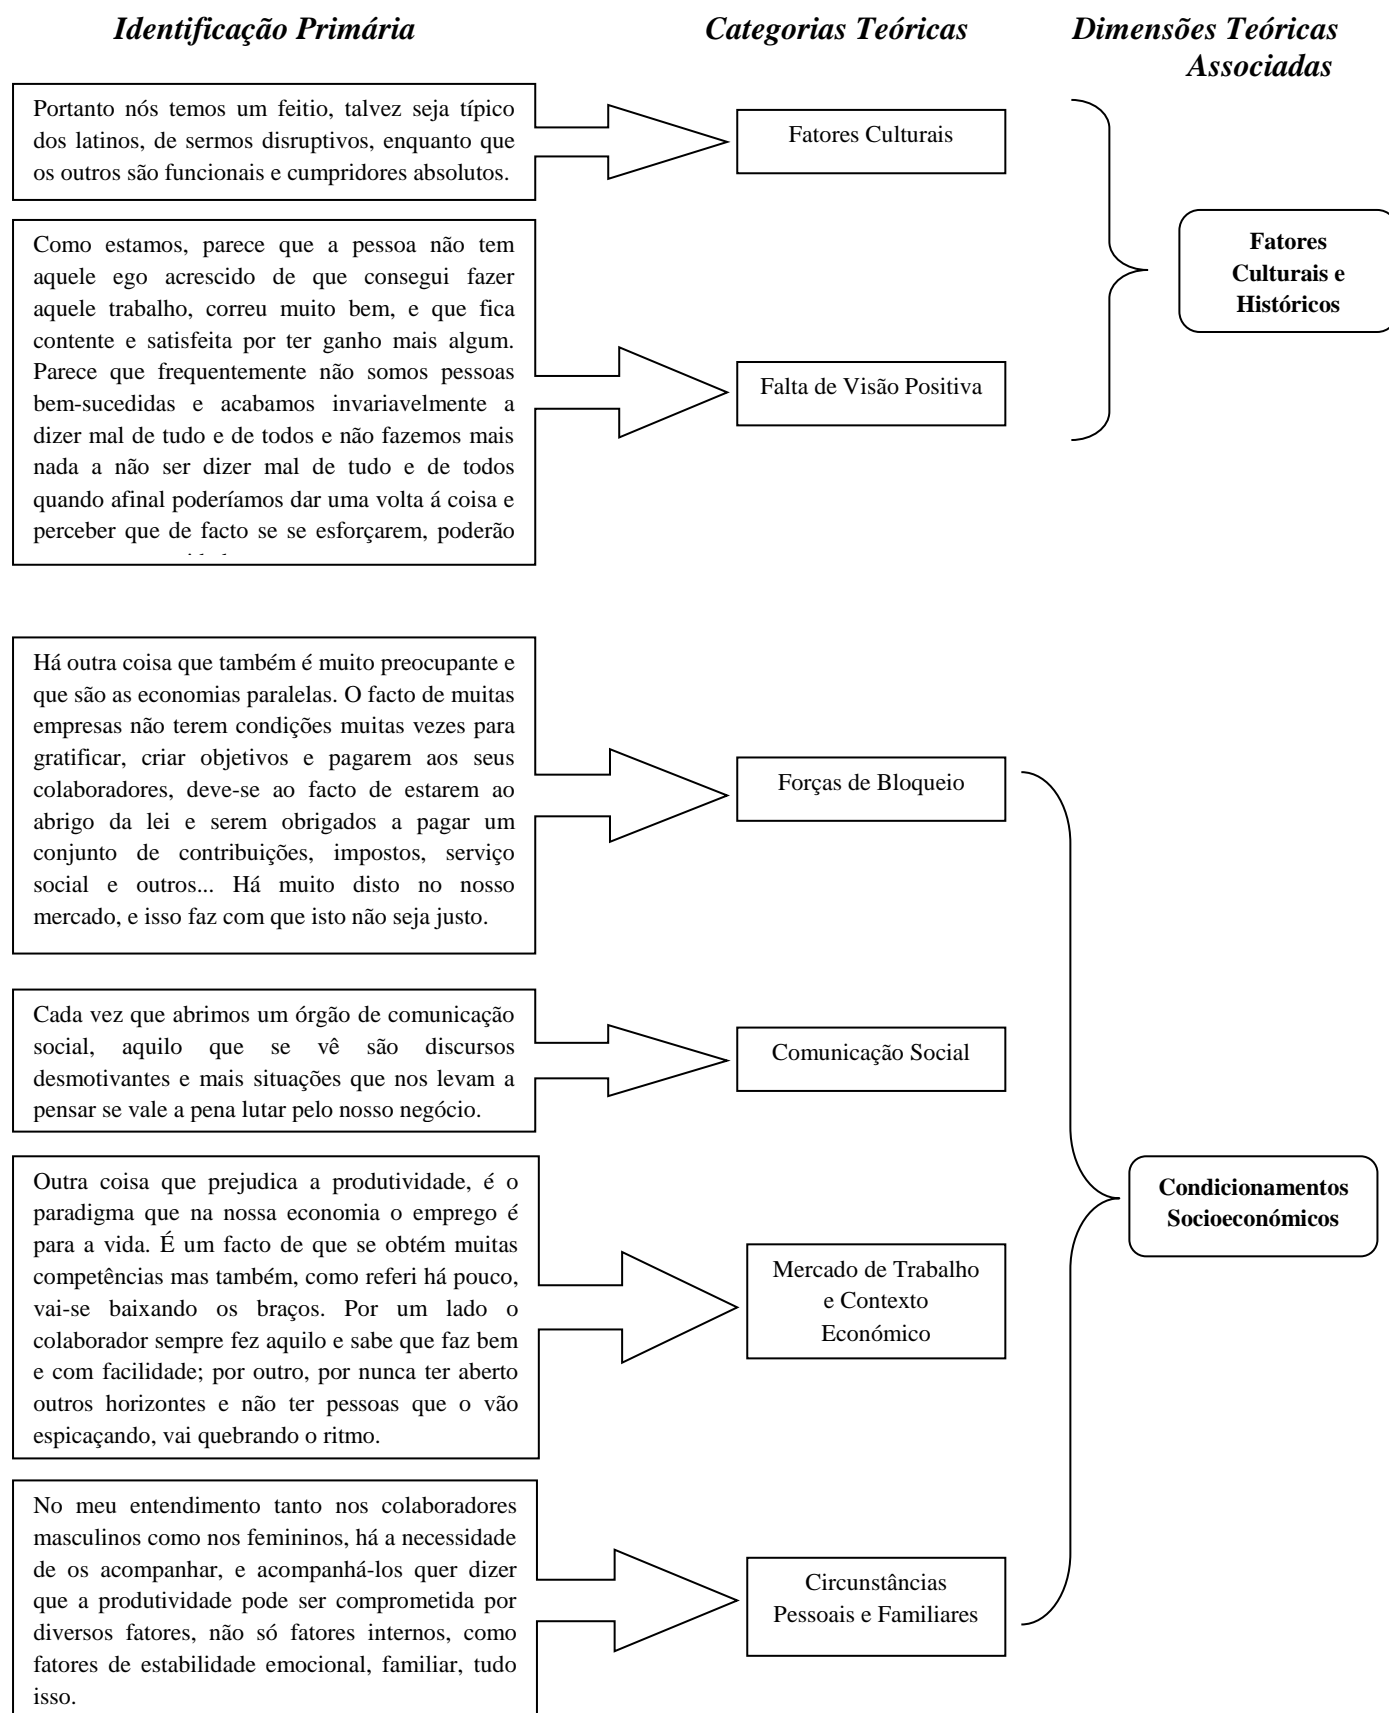 Identificação Primária
Categorias Teóricas
Dimensões Teóricas
Associadas
Portanto nós temos um feitio, talvez seja típico
dos latinos, de sermos disruptivos, enquanto que
os outros são funcionais e cumpridores absolutos.
Fatores Culturais
Como estamos, parece que a pessoa não tem
aquele ego acrescido de que consegui fazer
aquele trabalho, correu muito bem, e que fica
contente e satisfeita por ter ganho mais algum.
Parece que frequentemente não somos pessoas
bem-sucedidas e acabamos invariavelmente a
dizer mal de tudo e de todos e não fazemos mais
nada a não ser dizer mal de tudo e de todos
quando afinal poderíamos dar uma volta á coisa e
perceber que de facto se se esforçarem, poderão
Falta de Visão Positiva
Fatores
Culturais e
Históricos
Há outra coisa que também é muito preocupante e
que são as economias paralelas. O facto de muitas
empresas não terem condições muitas vezes para
gratificar, criar objetivos e pagarem aos seus
colaboradores, deve-se ao facto de estarem ao
abrigo da lei e serem obrigados a pagar um
conjunto de contribuições, impostos, serviço
social e outros... Há muito disto no nosso
mercado, e isso faz com que isto não seja justo.
Forças de Bloqueio
Cada vez que abrimos um órgão de comunicação
social, aquilo que se vê são discursos
desmotivantes e mais situações que nos levam a
pensar se vale a pena lutar pelo nosso negócio.
Comunicação Social
Outra coisa que prejudica a produtividade, é o
paradigma que na nossa economia o emprego é
para a vida. É um facto de que se obtém muitas
competências mas também, como referi há pouco,
vai-se baixando os braços. Por um lado o
colaborador sempre fez aquilo e sabe que faz bem
e com facilidade; por outro, por nunca ter aberto
outros horizontes e não ter pessoas que o vão
espicaçando, vai quebrando o ritmo.
Mercado de Trabalho
e Contexto
Económico
Condicionamentos
Socioeconómicos
No meu entendimento tanto nos colaboradores
masculinos como nos femininos, há a necessidade
de os acompanhar, e acompanhá-los quer dizer
que a produtividade pode ser comprometida por
diversos fatores, não só fatores internos, como
fatores de estabilidade emocional, familiar, tudo
isso.
Circunstâncias
Pessoais e Familiares